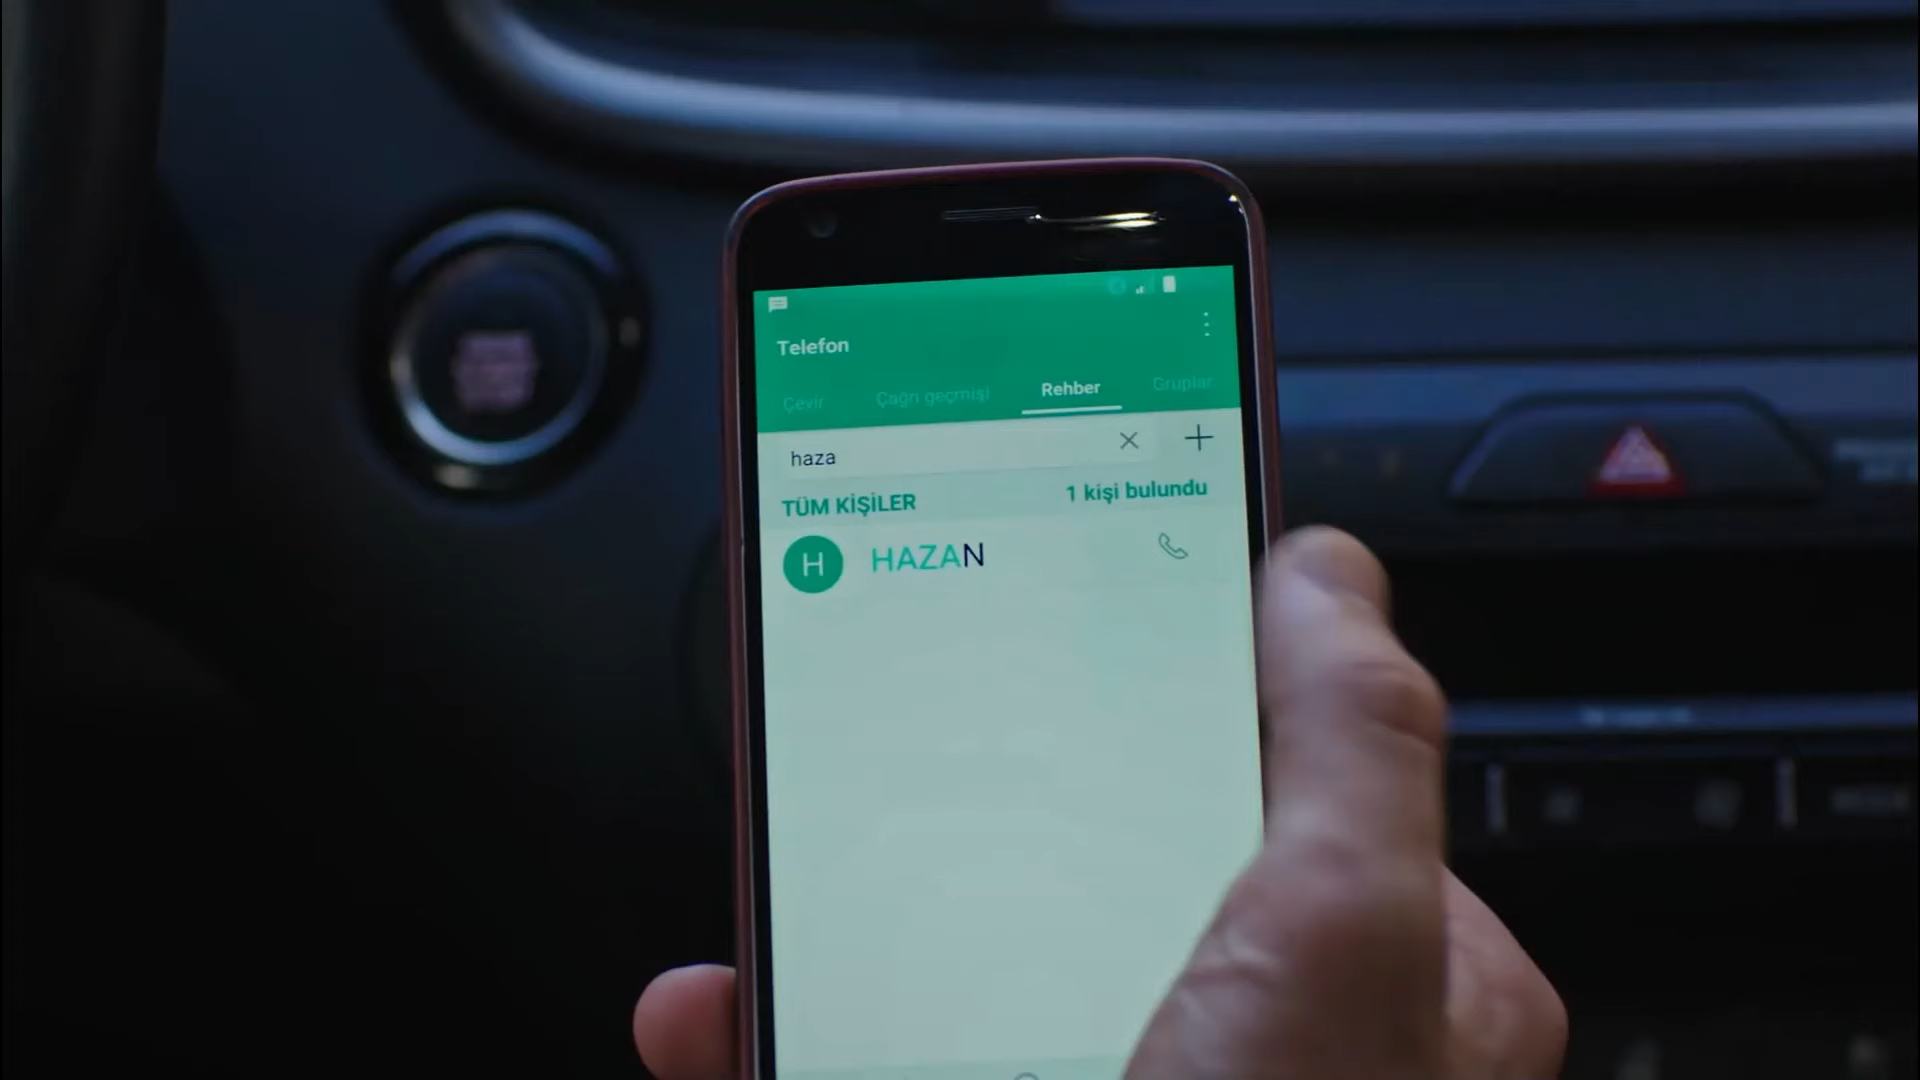 Telefon
Çevir Çağrı geçmişi Rehber Gruplar
haza
TÜM KİŞİLER 1 kişi bulundu
H HAZAN